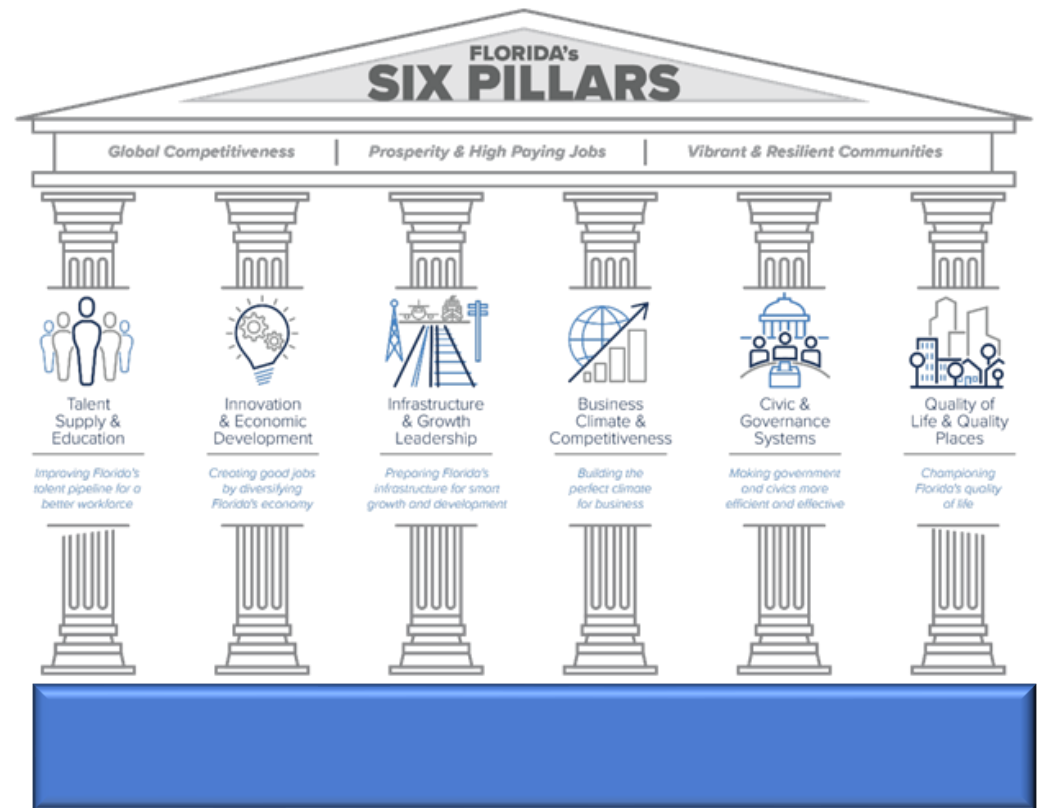 FLORIDA's
SIX PILLARS
Global Competitiveness | Prosperity & High Paying Jobs | Vibrant & Resilient Communities
Talent
Supply &
Education
Improving Florida's
talent pipeline for a
better workforce
Innovation
& Economic
Development
Creating good jobs
by diversifying
Florida's economy
Infrastructure
& Growth
Leadership
Preparing Florida's
infrastructure for smart
growth and development
Business
Climate &
Competitiveness
Building the
perfect climate
for business
Civic &
Governance
Systems
Making government
and civics more
efficient and effective
Quality of
Life & Quality
Places
Championing
Florida's quality
of life